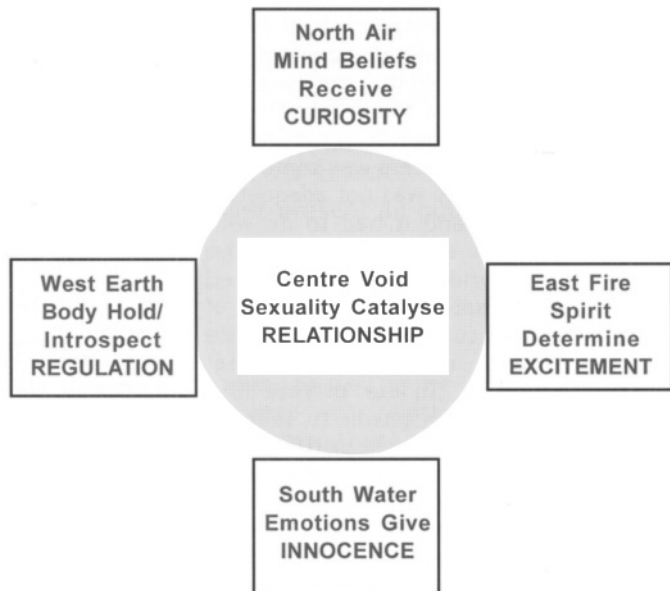 North Air
Mind Beliefs
Receive
CURIOSITY
West Earth
Body Hold/
Introspect
REGULATION
Centre Void
Sexuality Catalyse
RELATIONSHIP
East Fire
Spirit
Determine
EXCITEMENT
South Water
Emotions Give
INNOCENCE